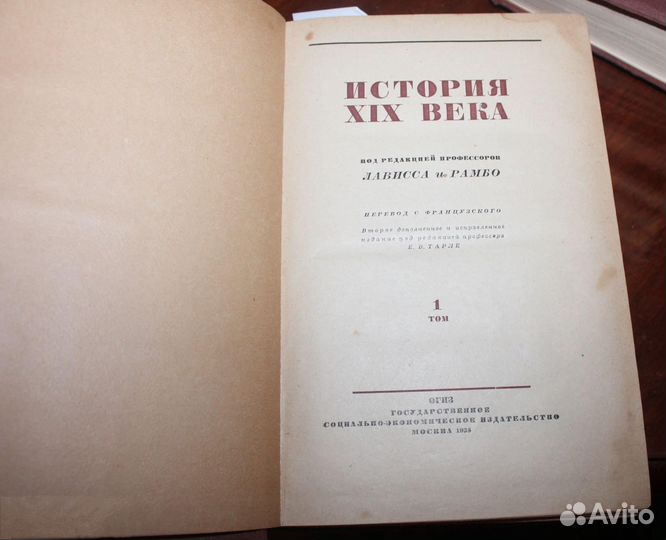 ИСТОРИЯ
XIX ВЕКА
ПОД РЕДАКЦИЕЙ ПРОФЕССОРОВ
ЛАВИССА и РАМБО
ПЕРЕВОД С ФРАНЦУЗСКОГО
Второе дополненное и исправленное
издание под редакцией профессора
Е. В. ТАРЛЕ
1
ТОМ
ОГИЗ
ГОСУДАРСТВЕННОЕ
СОЦИАЛЬНО-ЭКОНОМИЧЕСКОЕ ИЗДАТЕЛЬСТВО
МОСКВА 1938
Avito